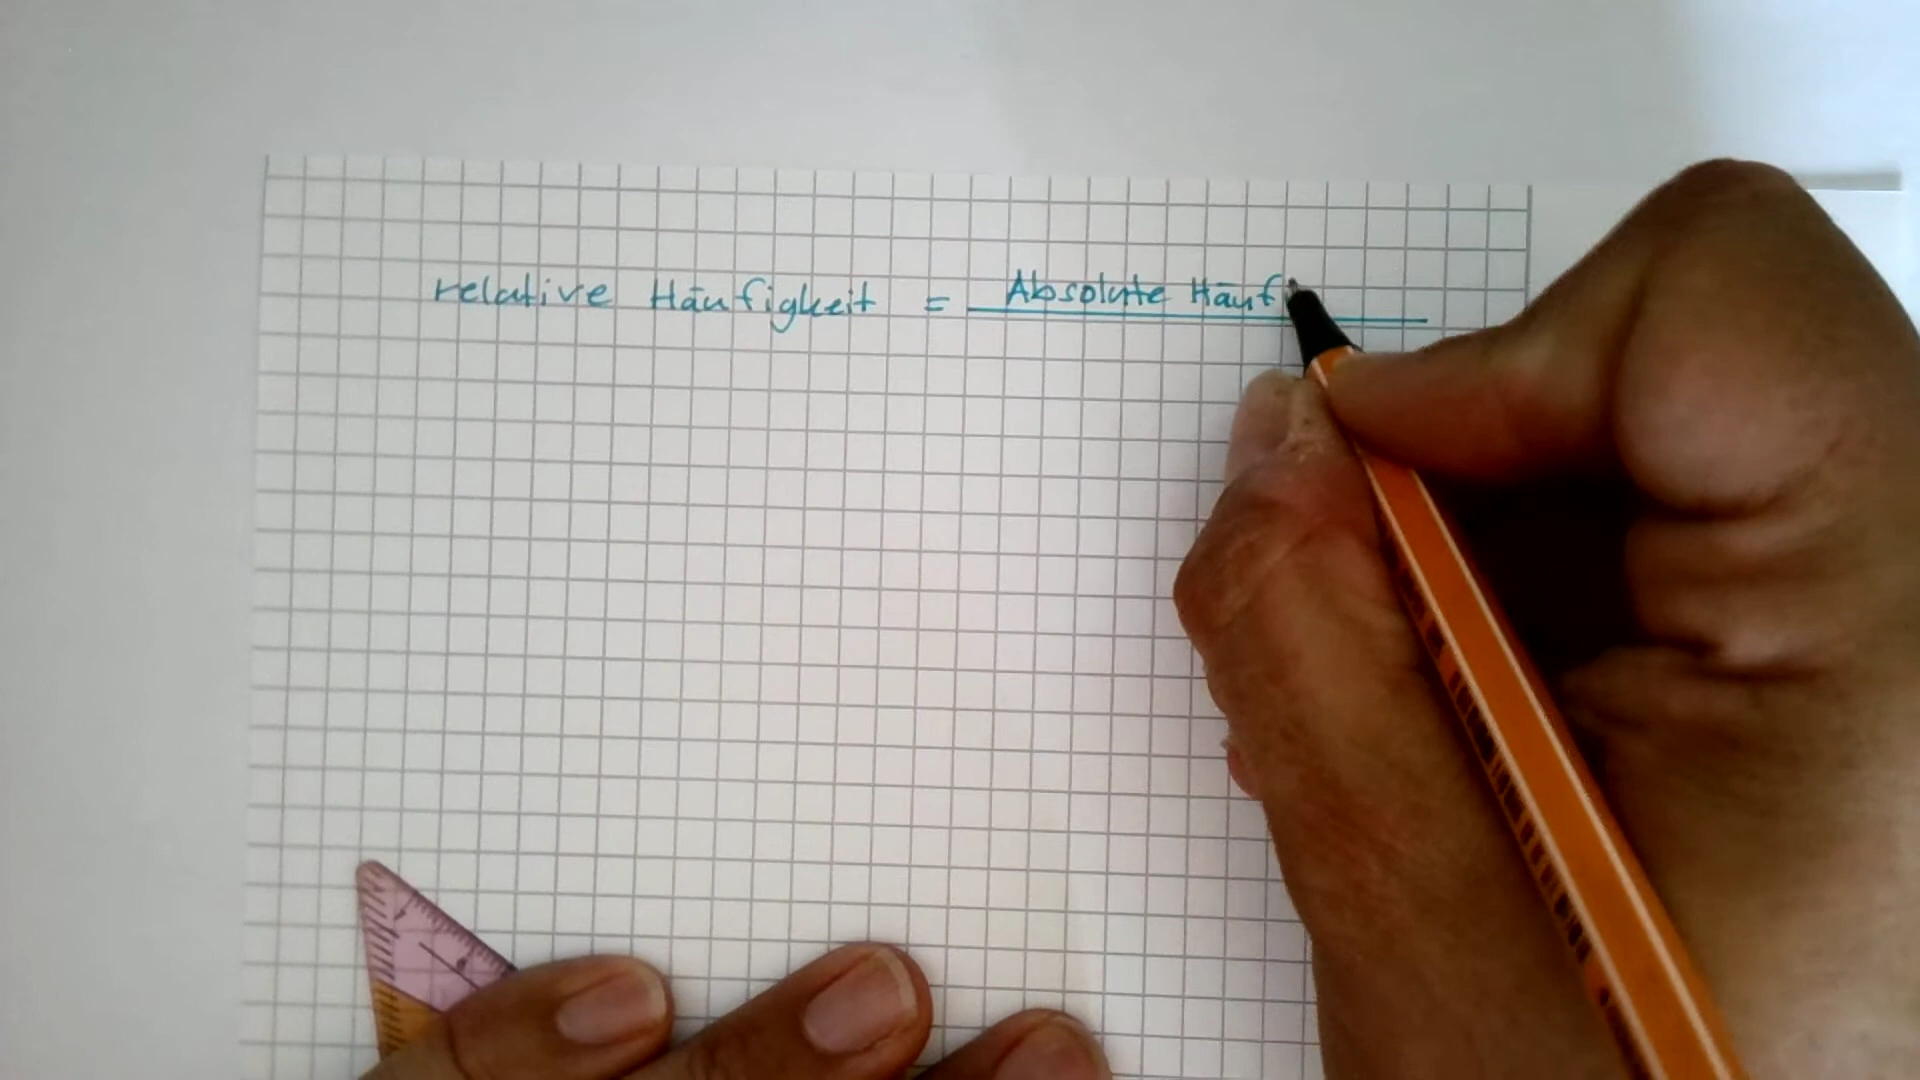 relative Häufigkeit = Absolute Häuf